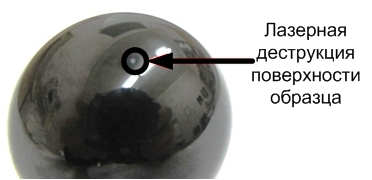 Лазерная
деструкция
поверхности
образца